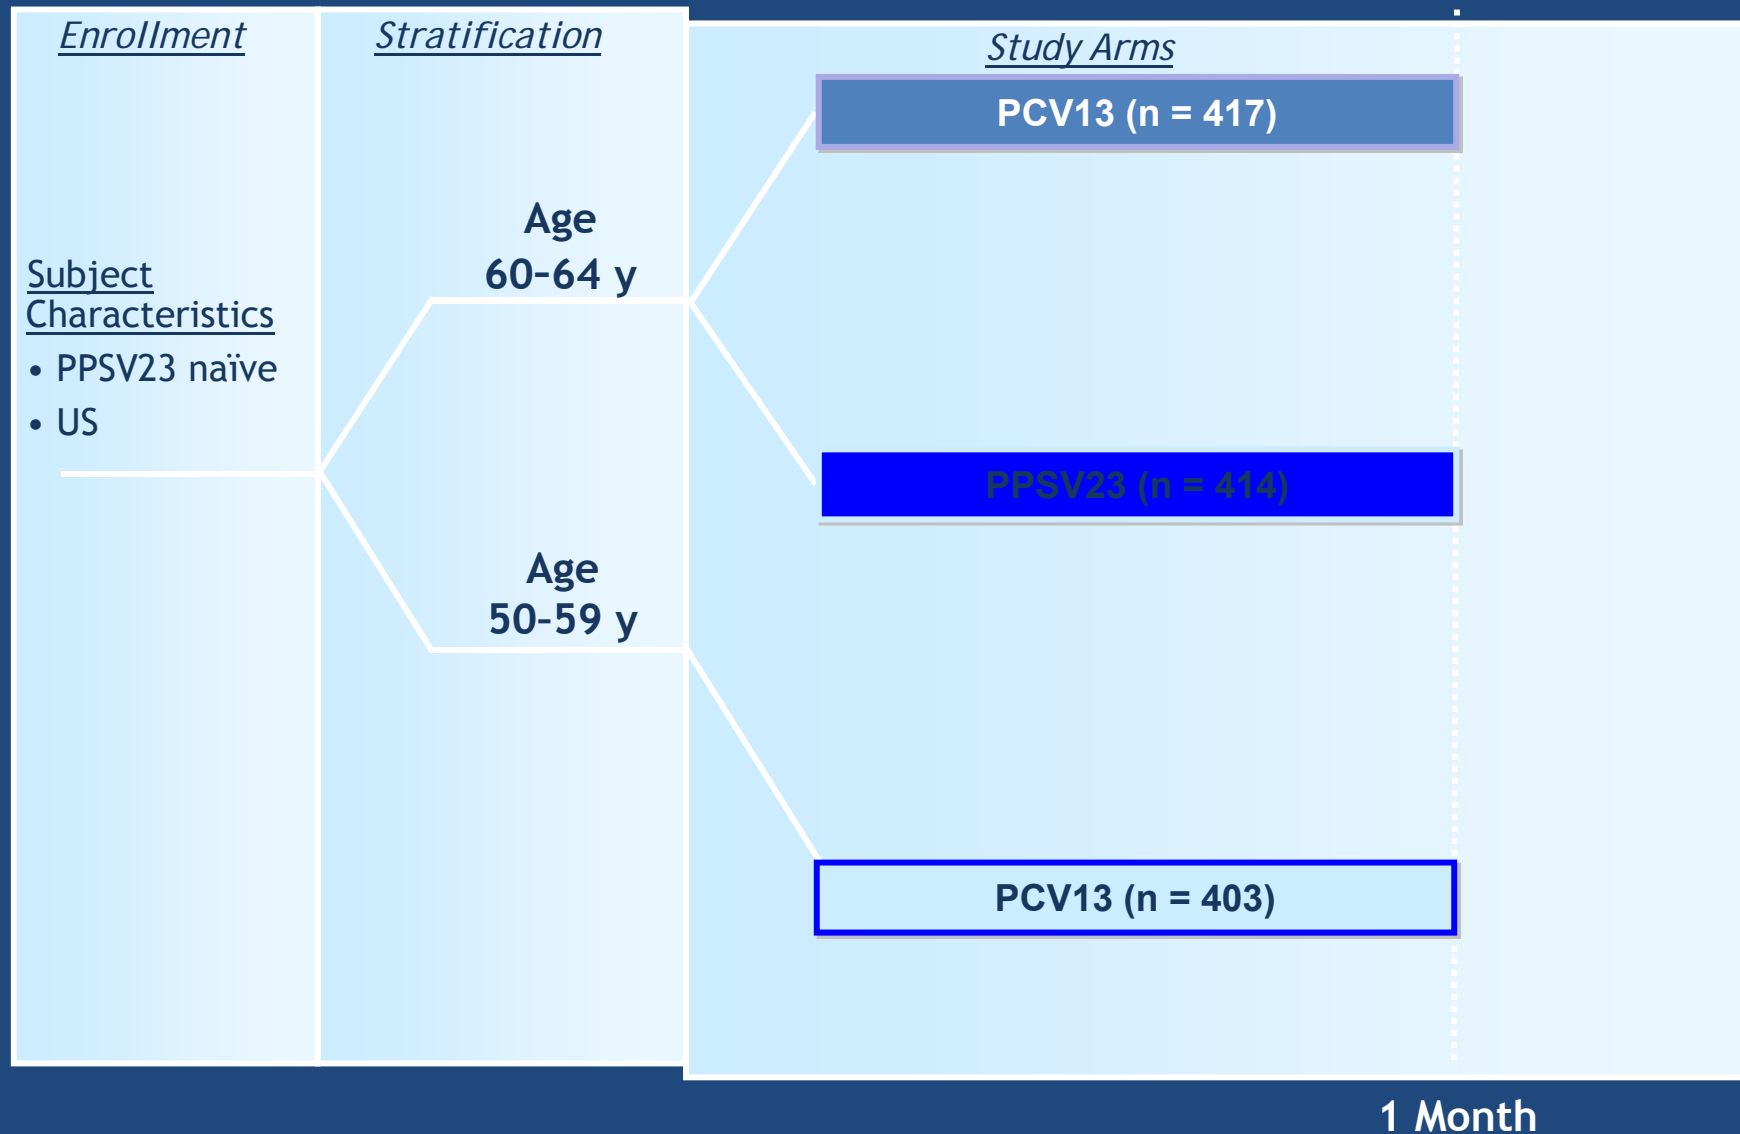 Enrollment
Stratification
Study Arms
PCV13 (n = 417)
Age
60–64 y
Subject
Characteristics
• PPSV23 naïve
• US
PPSV23 (n = 414)
Age
50–59 y
PCV13 (n = 403)
1 Month